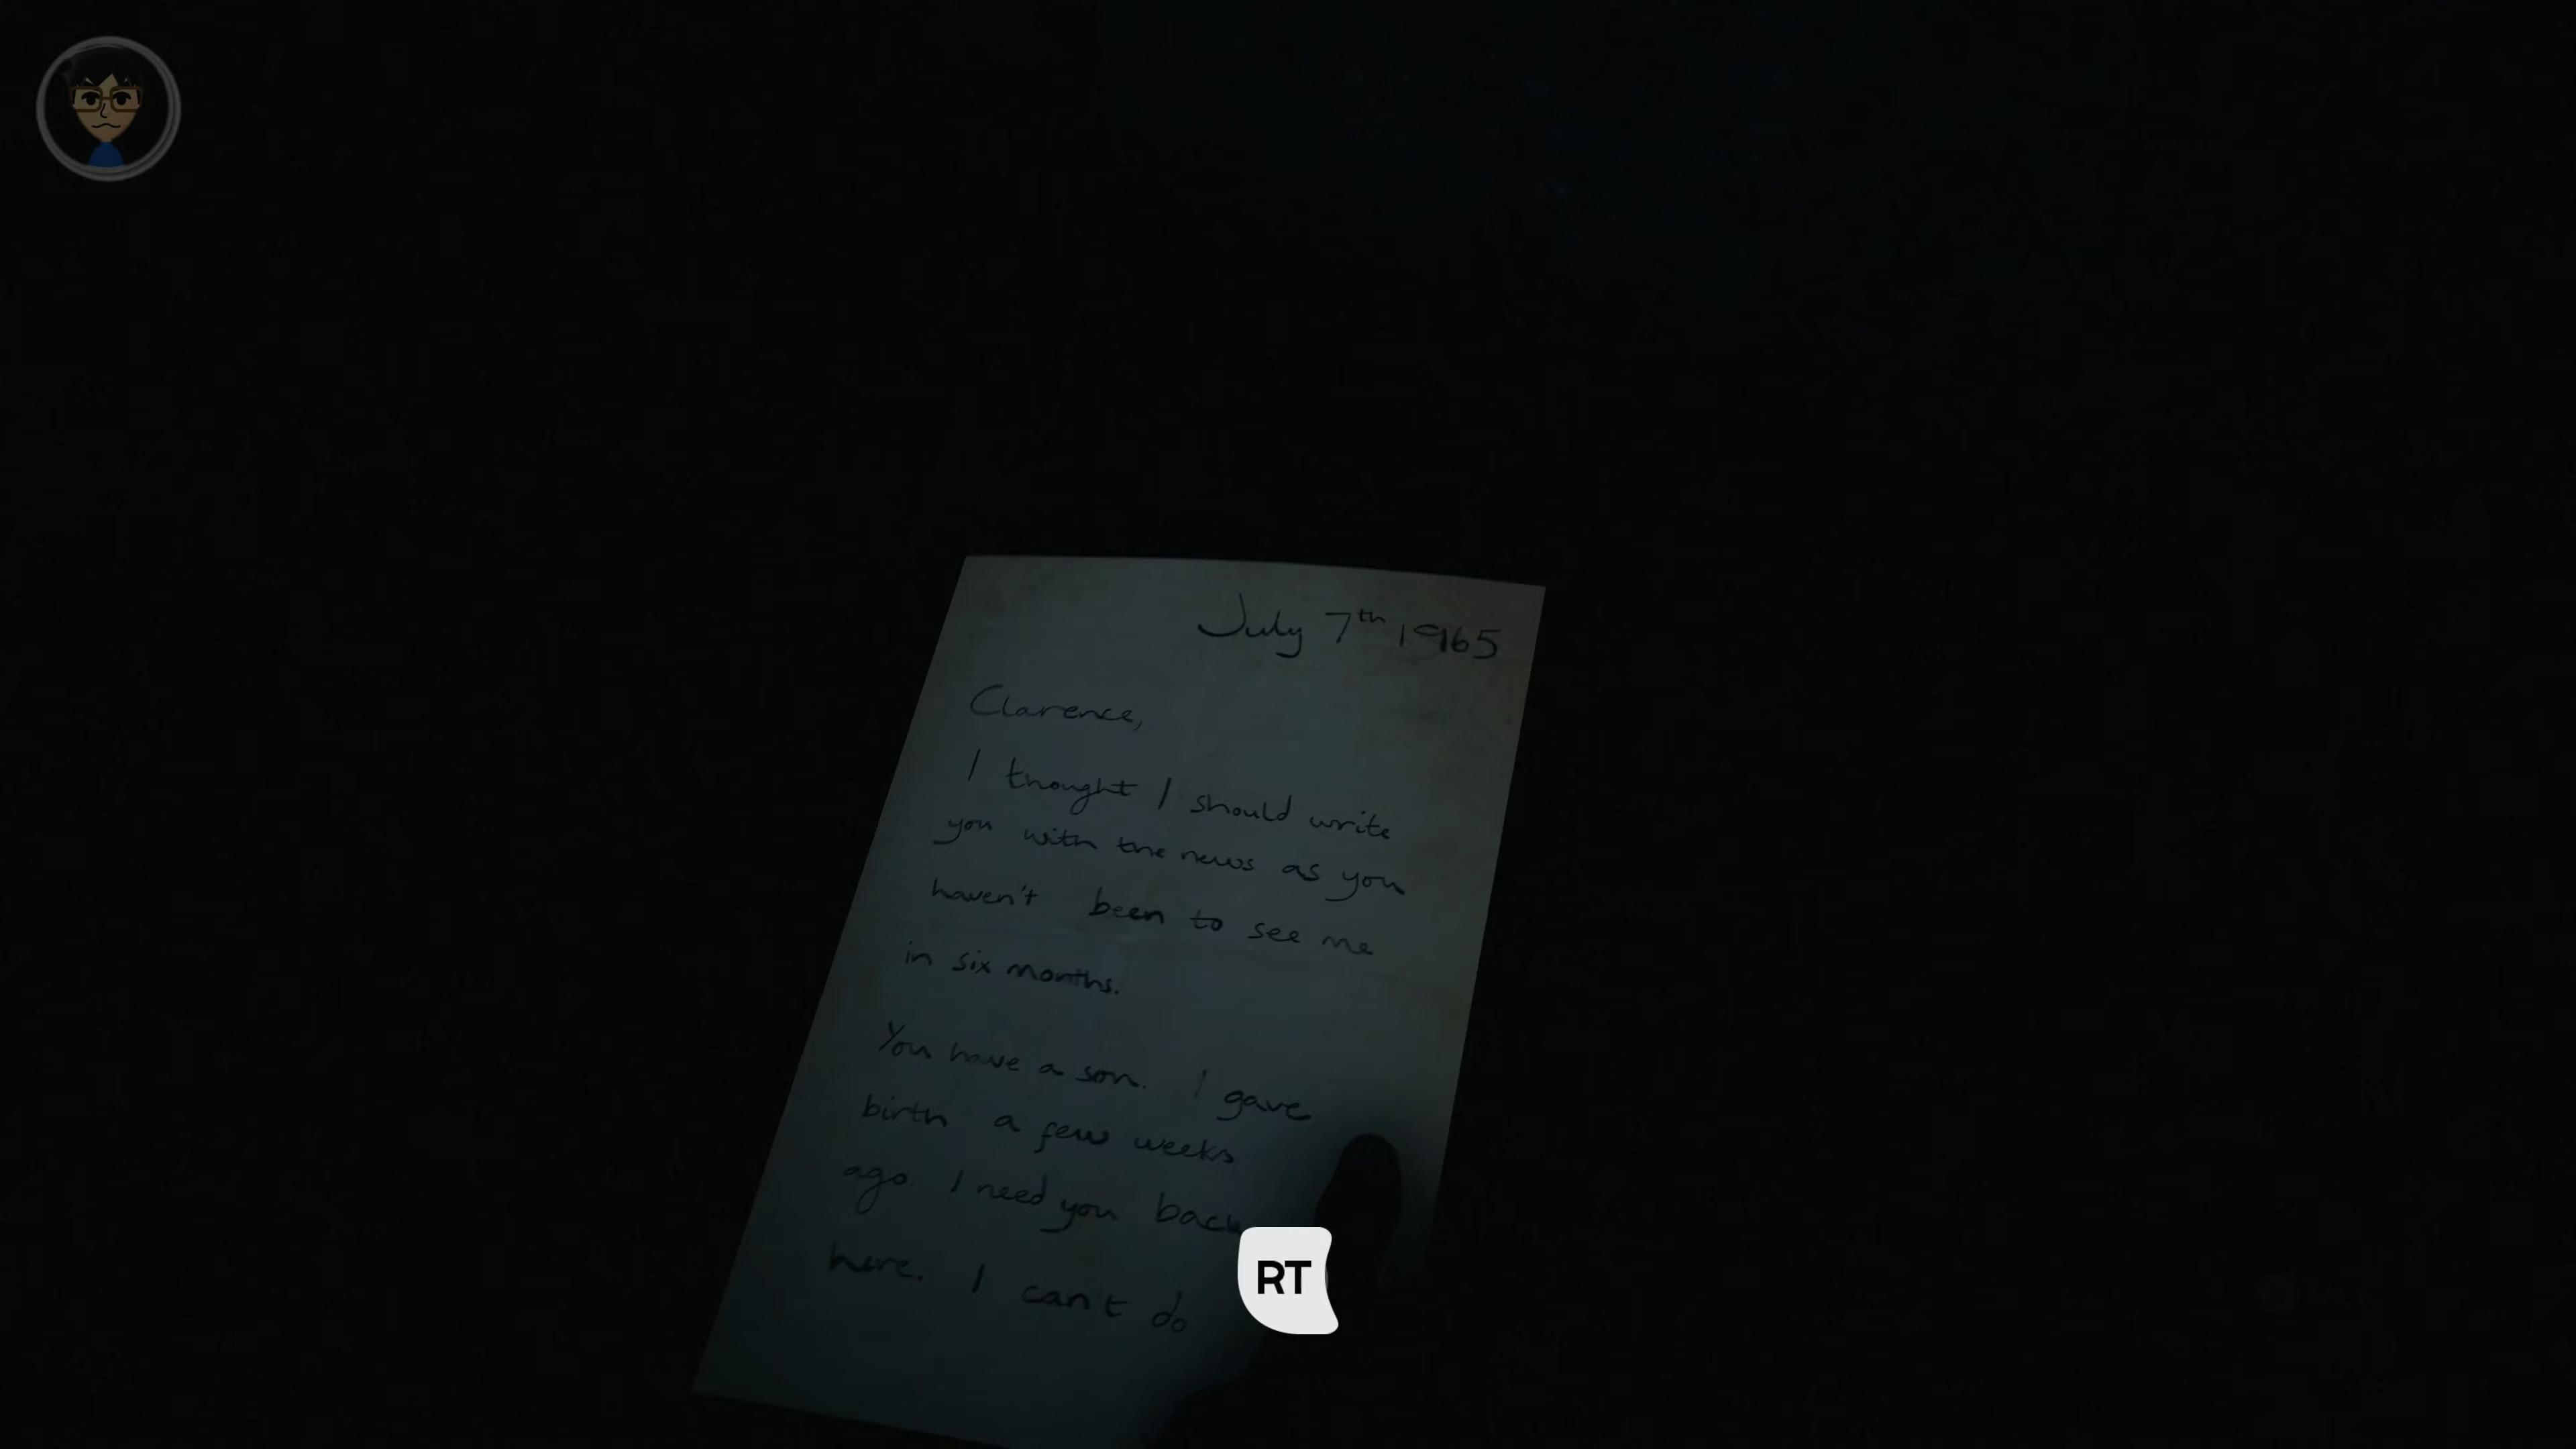 July 7th 1965
Clarence,
I thought I should write
you with the news as you
haven't been to see me
in six months.
You have a son. I gave
birth a few weeks
ago. I need you back
here. I can't do
RT